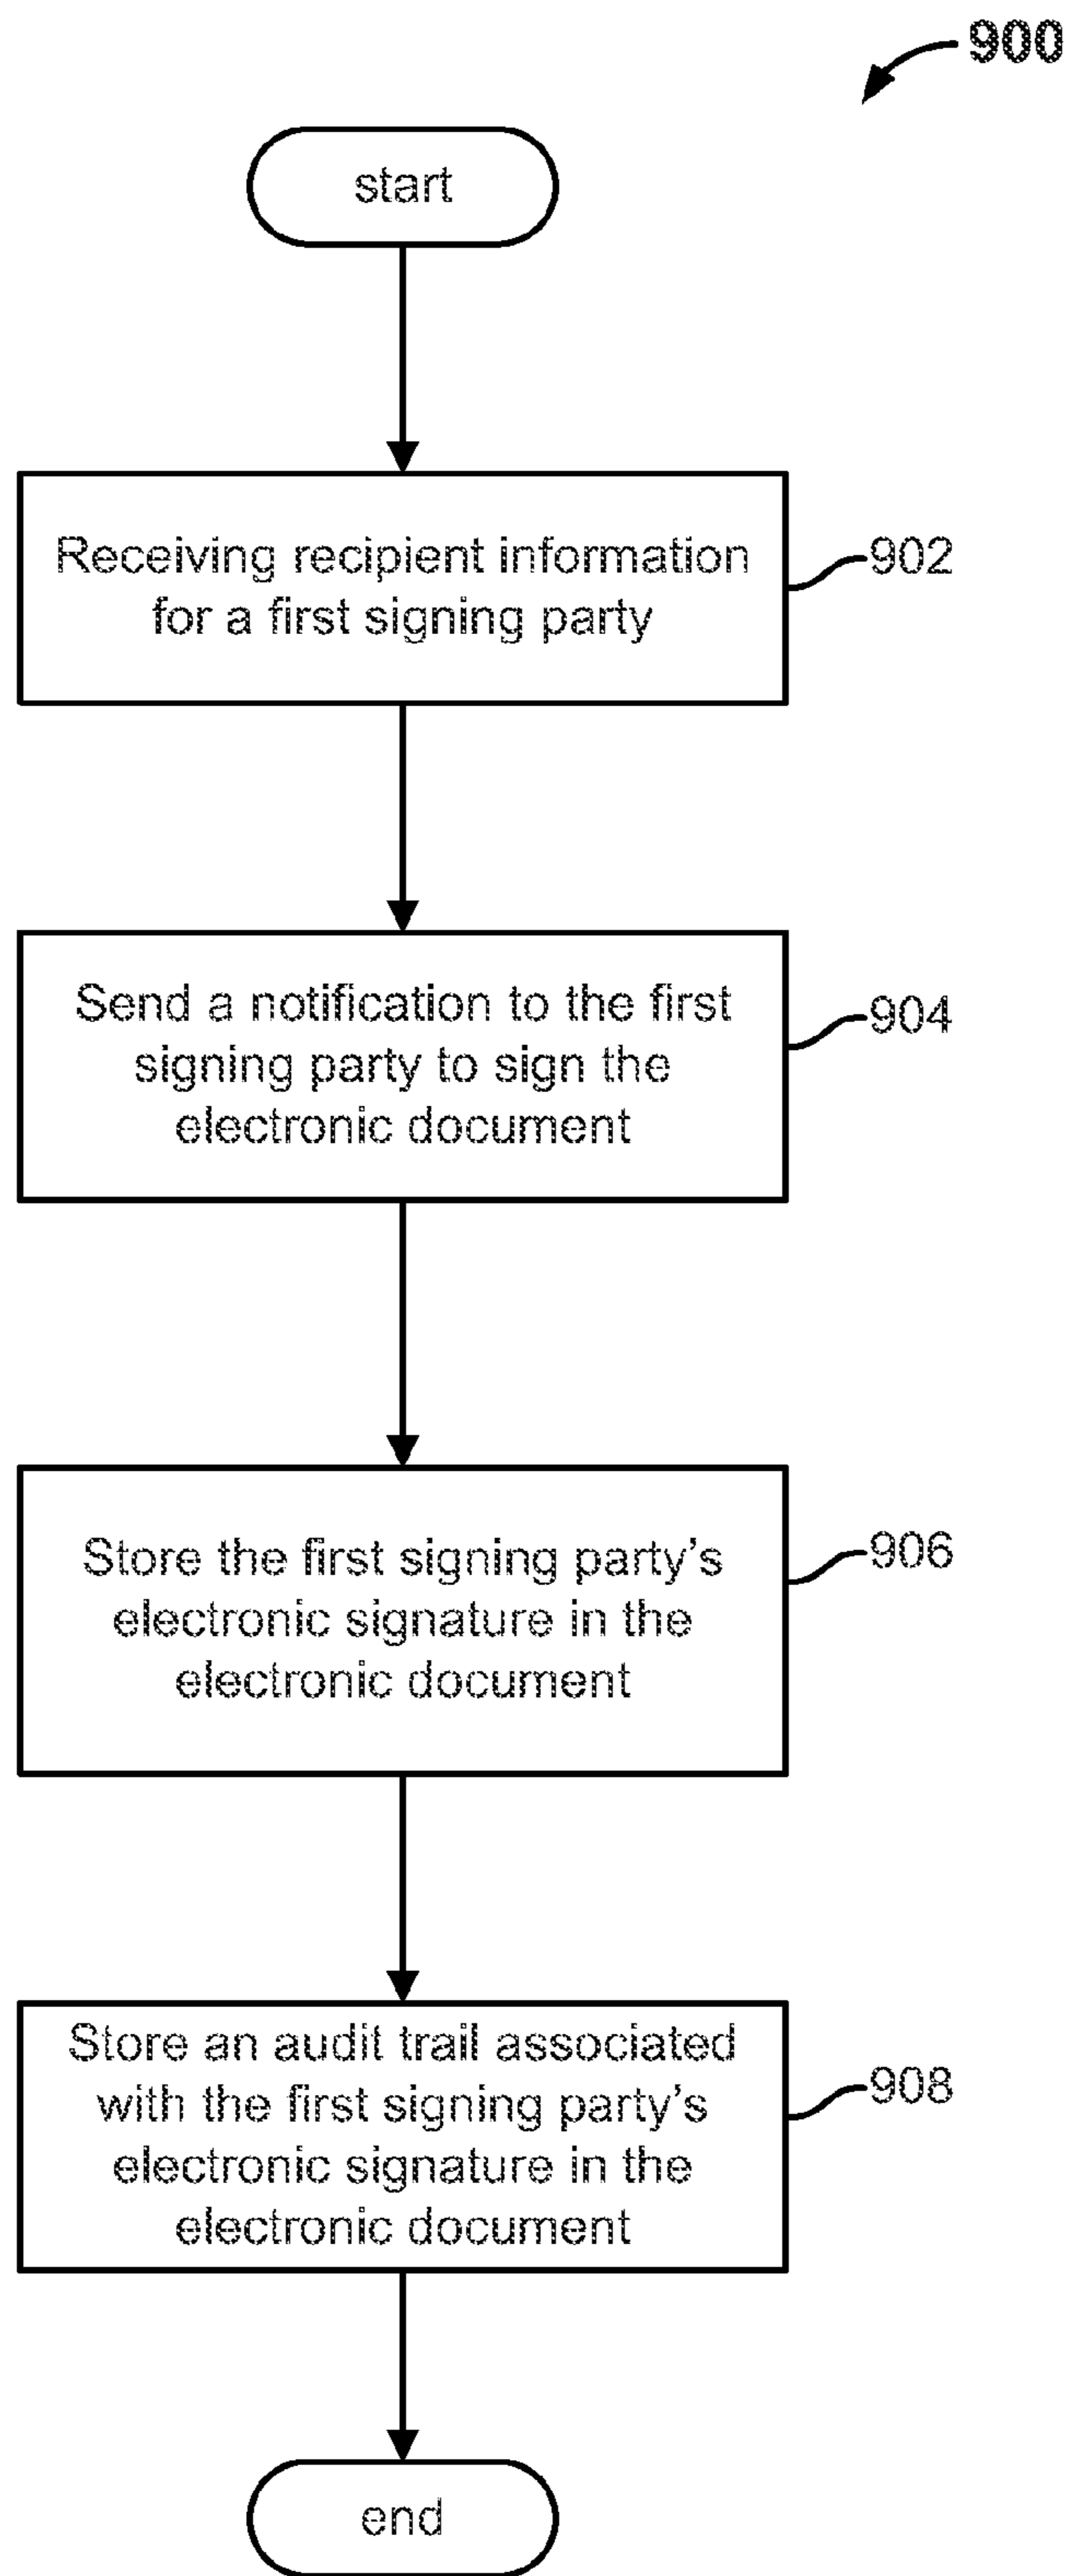 900
start
Receiving recipient information
for a first signing party
902
Send a notification to the first
signing party to sign the
electronic document
904
Store the first signing party’s
electronic signature in the
electronic document
906
Store an audit trail associated
with the first signing party’s
electronic signature in the
electronic document
908
end